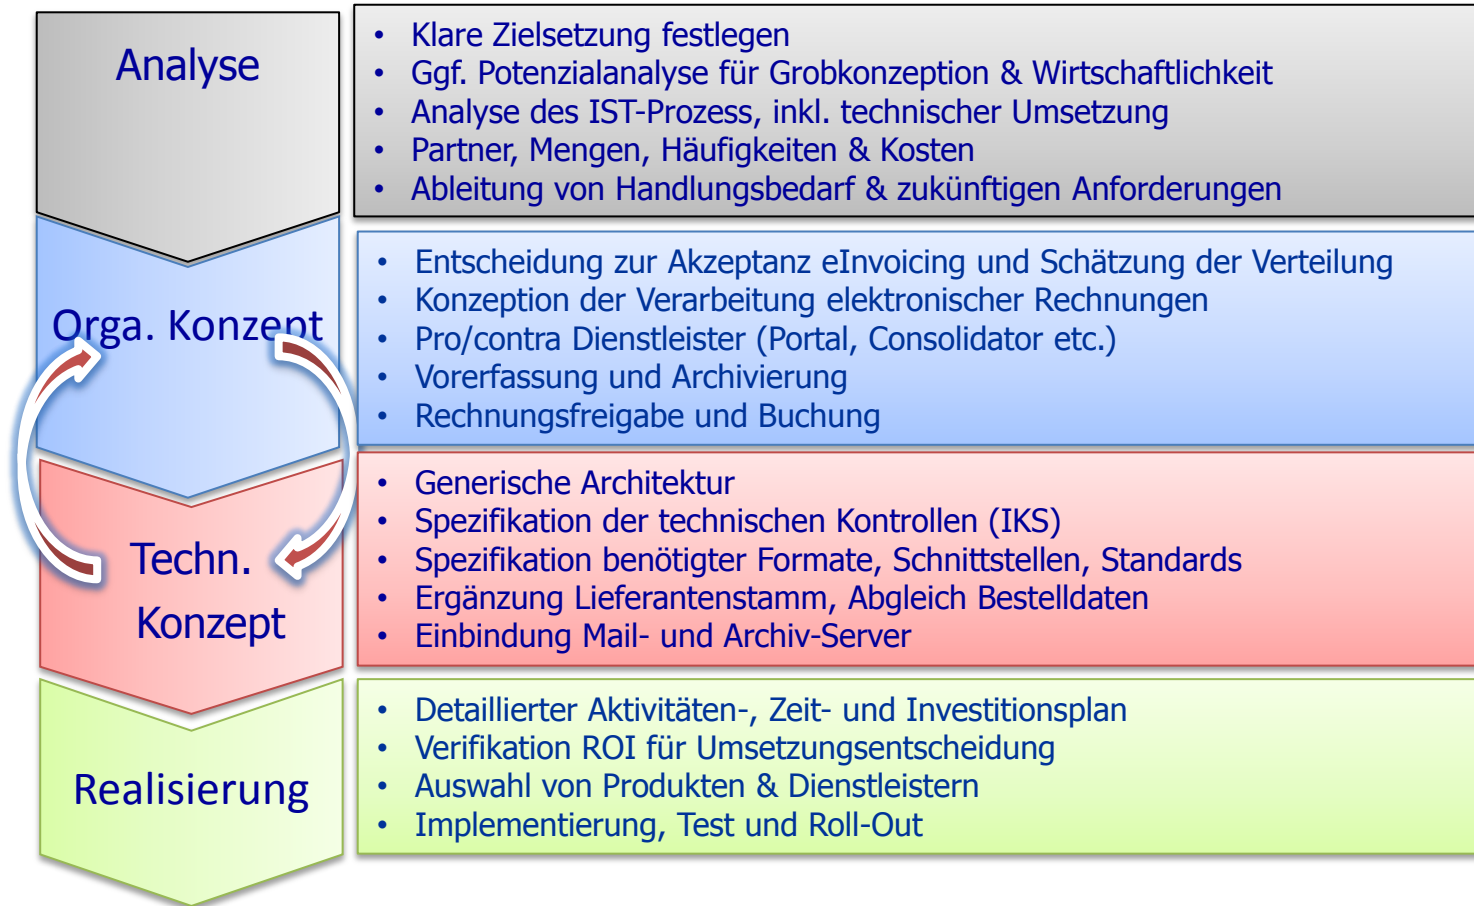 Analyse
• Klare Zielsetzung festlegen
• Ggf. Potenzialanalyse für Grobkonzeption & Wirtschaftlichkeit
• Analyse des IST-Prozess, inkl. technischer Umsetzung
• Partner, Mengen, Häufigkeiten & Kosten
• Ableitung von Handlungsbedarf & zukünftigen Anforderungen
Orga. Konzept
• Entscheidung zur Akzeptanz eInvoicing und Schätzung der Verteilung
• Konzeption der Verarbeitung elektronischer Rechnungen
• Pro/contra Dienstleister (Portal, Consolidator etc.)
• Vorerfassung und Archivierung
• Rechnungsfreigabe und Buchung
Techn.
Konzept
• Generische Architektur
• Spezifikation der technischen Kontrollen (IKS)
• Spezifikation benötigter Formate, Schnittstellen, Standards
• Ergänzung Lieferantenstamm, Abgleich Bestelldaten
• Einbindung Mail- und Archiv-Server
Realisierung
• Detaillierter Aktivitäten-, Zeit- und Investitionsplan
• Verifikation ROI für Umsetzungsentscheidung
• Auswahl von Produkten & Dienstleistern
• Implementierung, Test und Roll-Out